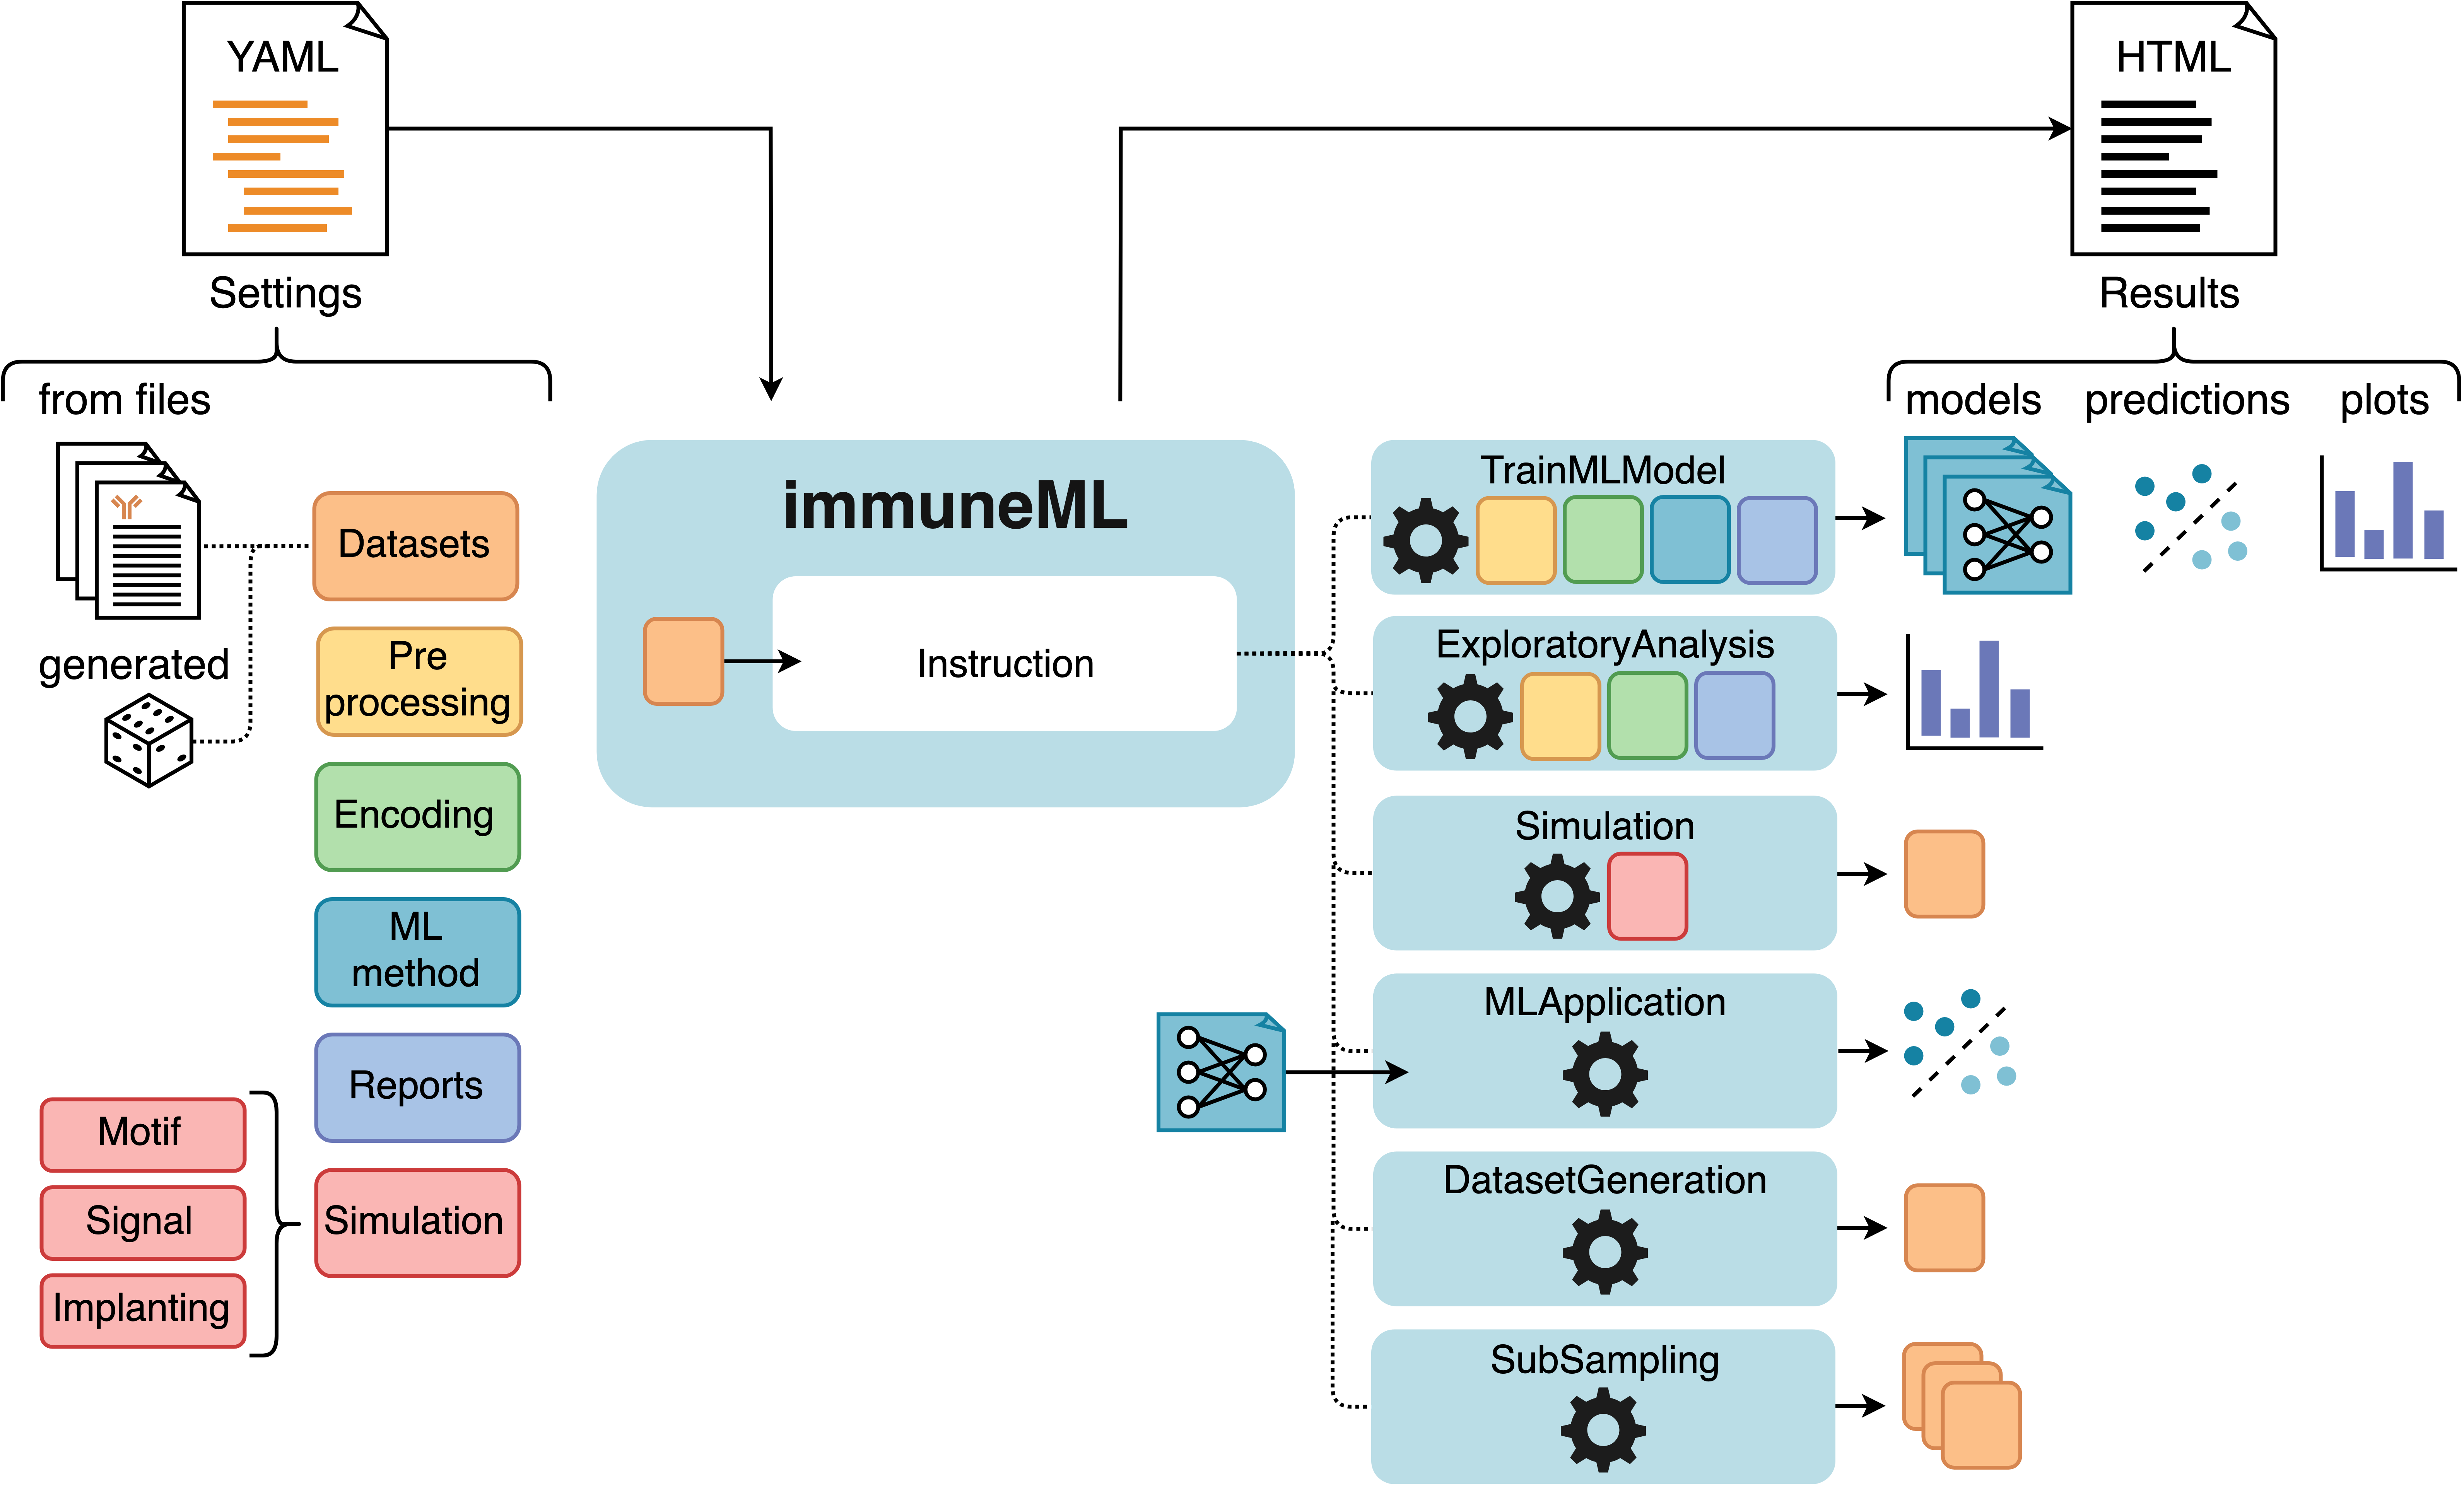 YAML
Settings
from files
generated
Datasets
Pre
processing
Encoding
ML
method
Reports
Simulation
Motif
Signal
Implanting
immuneML
Instruction
HTML
Results
models
predictions
plots
TrainMLModel
ExploratoryAnalysis
Simulation
MLApplication
DatasetGeneration
SubSampling